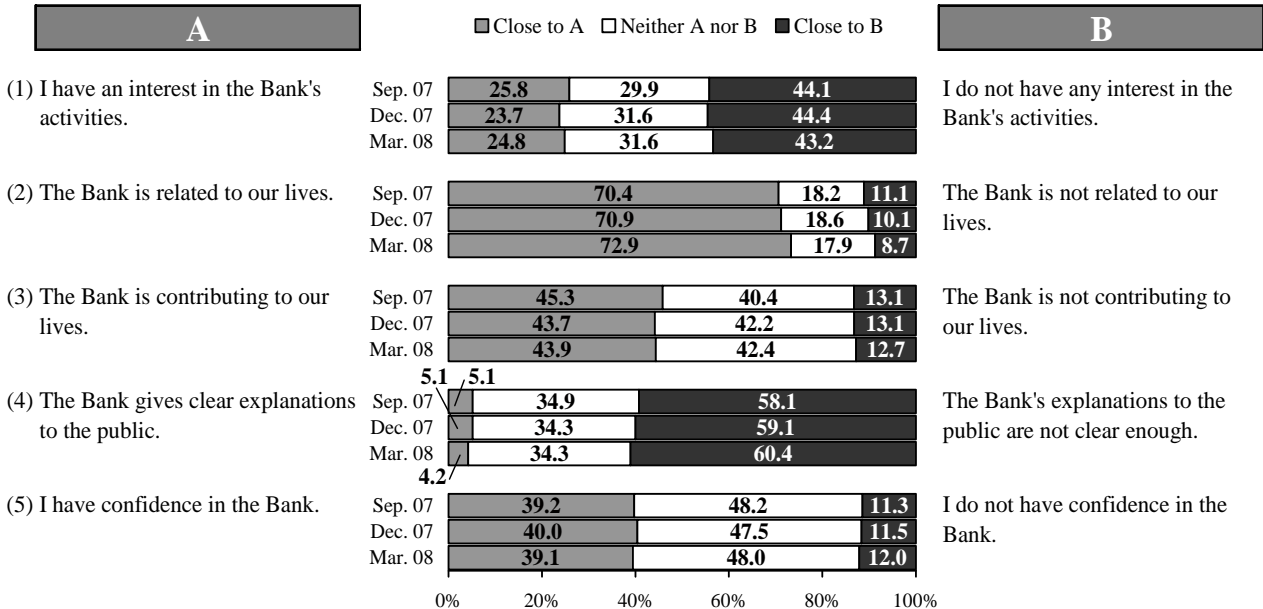 A
Close to A Neither A nor B Close to B
B
(1) I have an interest in the Bank's
activities.
Sep. 07 25.8 29.9 44.1
Dec. 07 23.7 31.6 44.4
Mar. 08 24.8 31.6 43.2
I do not have any interest in the
Bank's activities.
(2) The Bank is related to our lives.
Sep. 07 70.4 18.2 11.1
Dec. 07 70.9 18.6 10.1
Mar. 08 72.9 17.9 8.7
The Bank is not related to our
lives.
(3) The Bank is contributing to our
lives.
Sep. 07 45.3 40.4 13.1
Dec. 07 43.7 42.2 13.1
Mar. 08 43.9 42.4 12.7
The Bank is not contributing to
our lives.
(4) The Bank gives clear explanations
to the public.
5.1 5.1
Sep. 07 34.9 58.1
Dec. 07 34.3 59.1
Mar. 08 34.3 60.4
4.2
The Bank's explanations to the
public are not clear enough.
(5) I have confidence in the Bank.
Sep. 07 39.2 48.2 11.3
Dec. 07 40.0 47.5 11.5
Mar. 08 39.1 48.0 12.0
I do not have confidence in the
Bank.
0% 20% 40% 60% 80% 100%